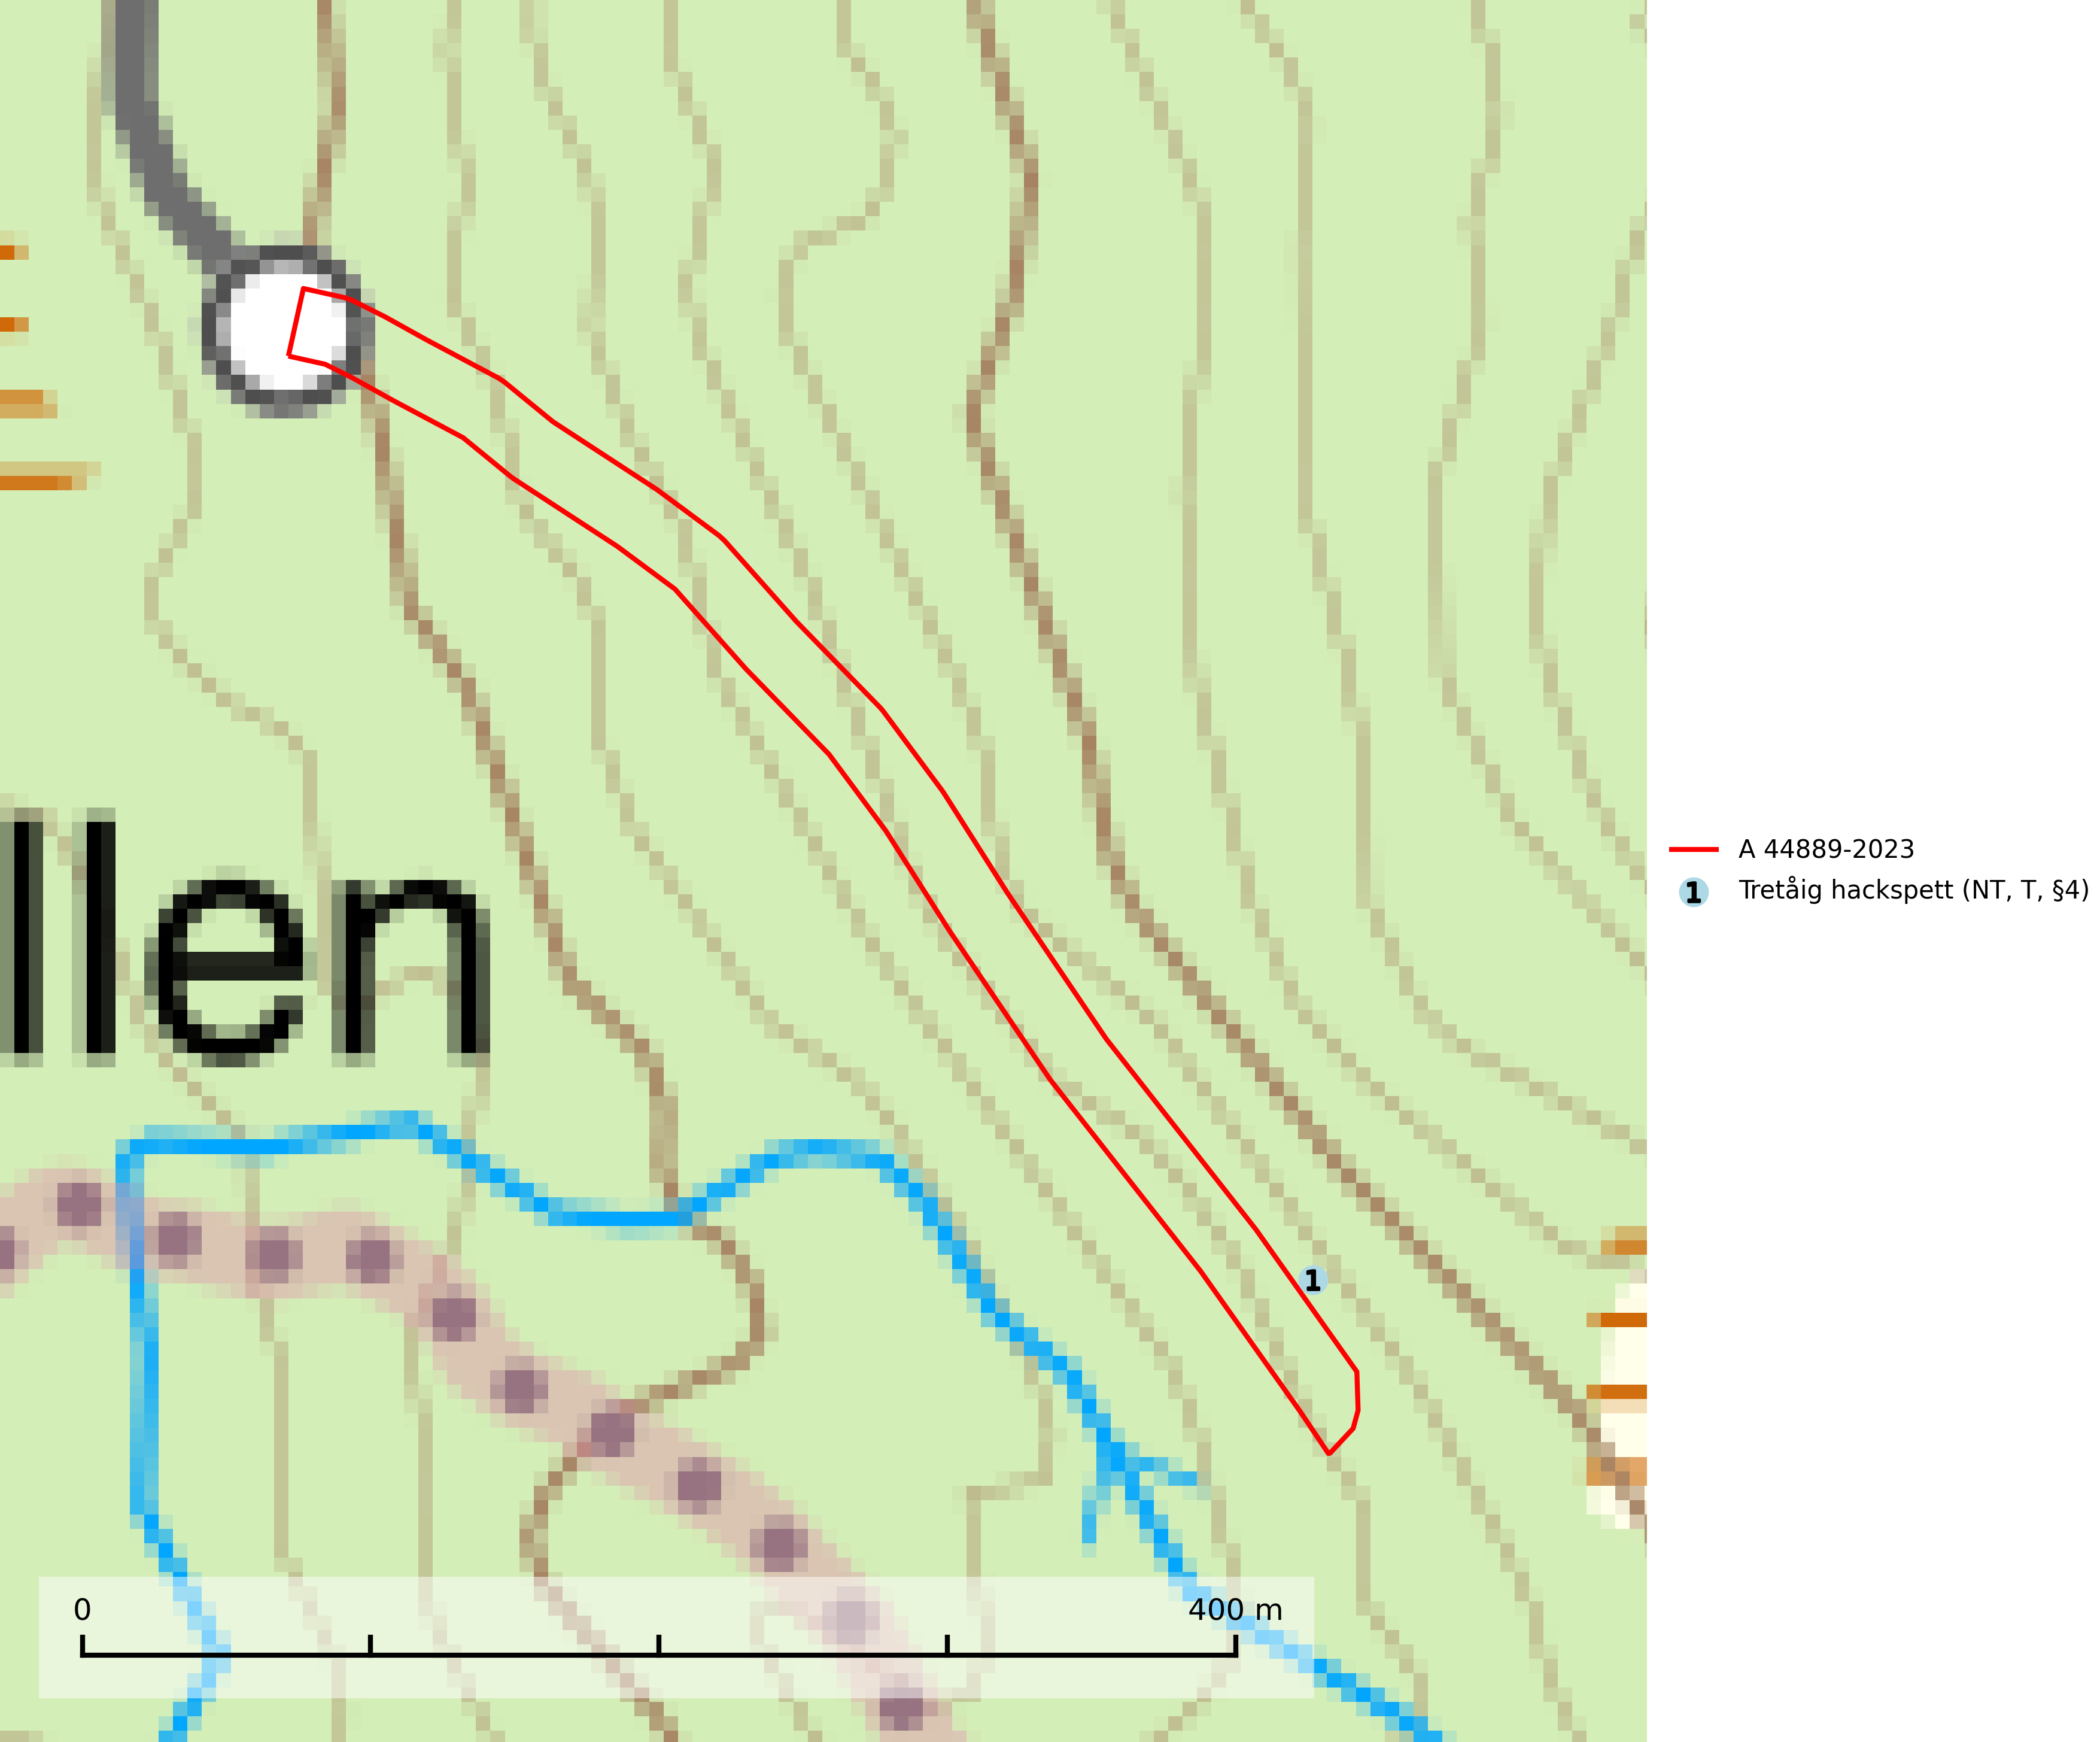 llen
A 44889-2023
Tretåig hackspett (NT, T, §4)
1
1
0
400 m